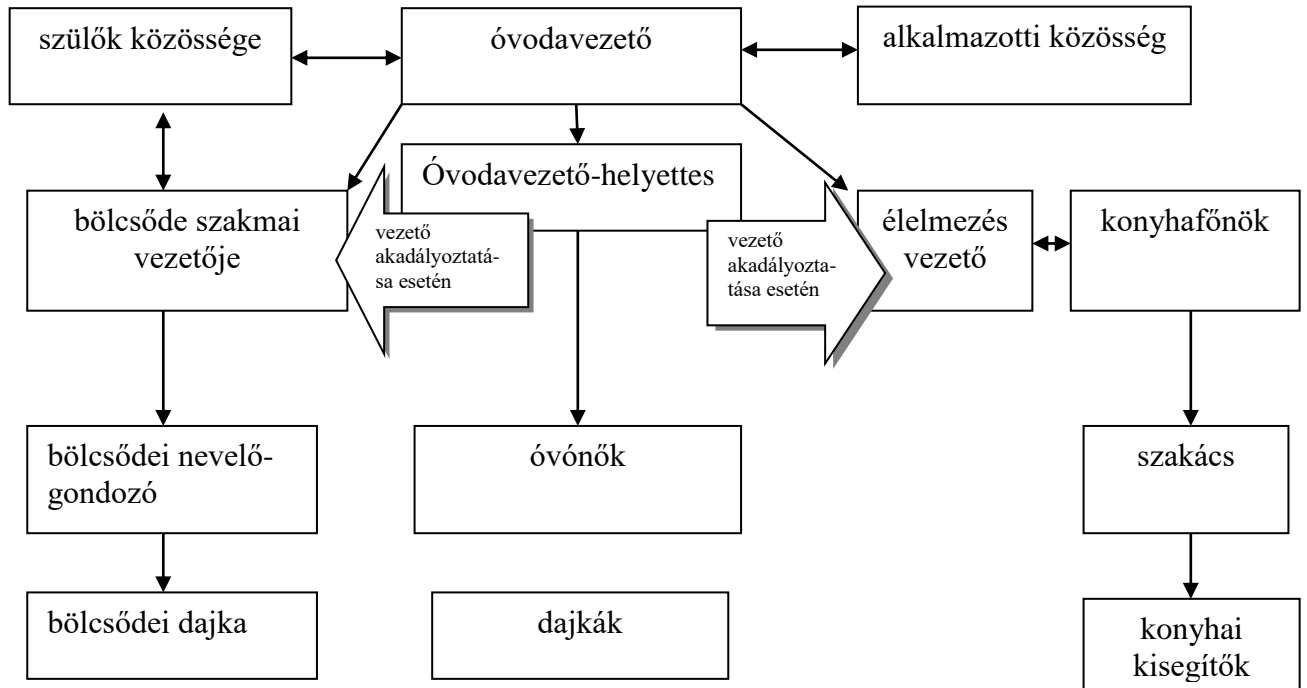 szülők közössége
óvodavezető
alkalmazotti közösség
Óvodavezető-helyettes
bölcsőde szakmai
vezetője
vezető
akadályoztatá-
sa esetén
vezető
akadályozta-
tása esetén
élelmezés
vezető
konyhafőnök
bölcsődei nevelő-
gondozó
óvónők
szakács
bölcsődei dajka
dajkák
konyhai
kisegítők